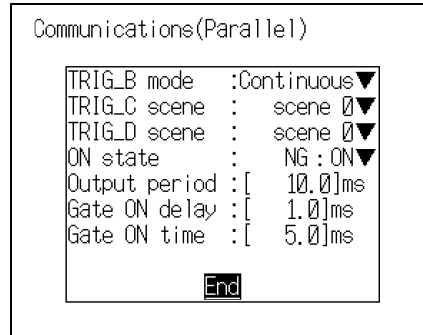 Communications(Parallel)
TRIG_B mode :Continuous▼
TRIG_C scene : scene 0▼
TRIG_D scene : scene 0▼
ON state : NG : ON▼
Output period :[ 10.0]ms
Gate ON delay :[ 1.0]ms
Gate ON time :[ 5.0]ms
End